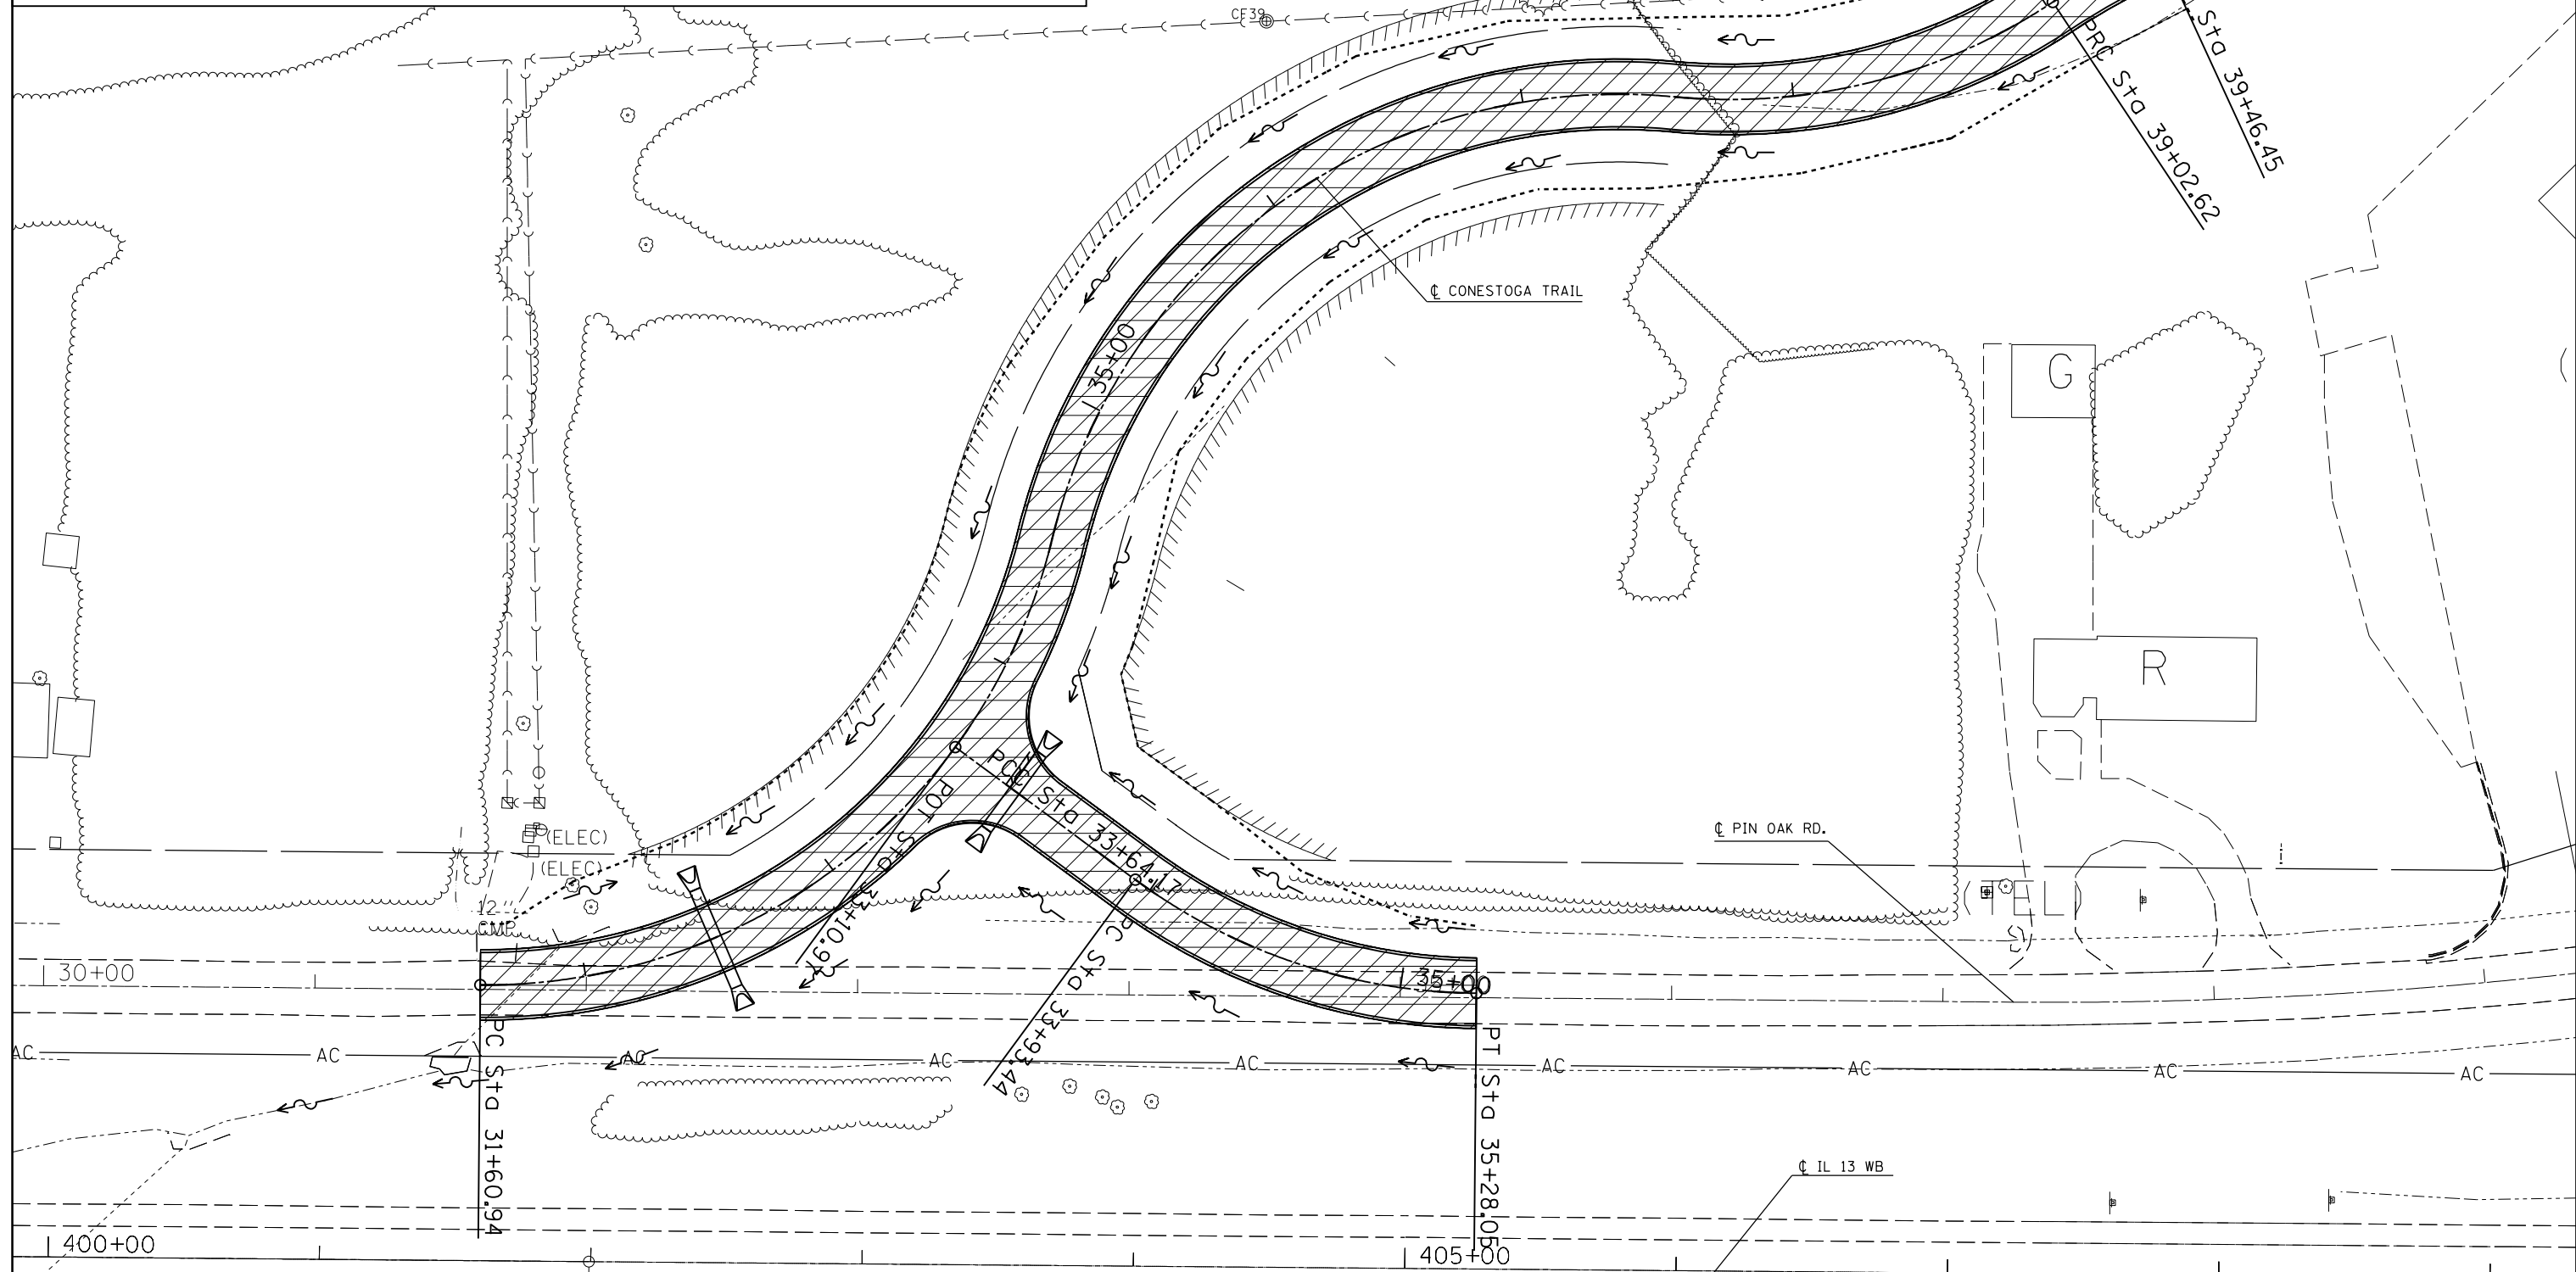 CF39
PRC Sta 39+02.62
Sta 39+46.45
℄ CONESTOGA TRAIL
35+00
G
R
PCC Sta 33+64.17
POT Sta 33+10.97
PC Sta 33+93.44
(ELEC)
(ELEC)
℄ PIN OAK RD.
(TEL)
12"
CMP
30+00
35+00
AC
AC
AC
AC
AC
AC
AC
AC
AC
PC Sta 31+60.94
PT Sta 35+28.05
℄ IL 13 WB
400+00
405+00